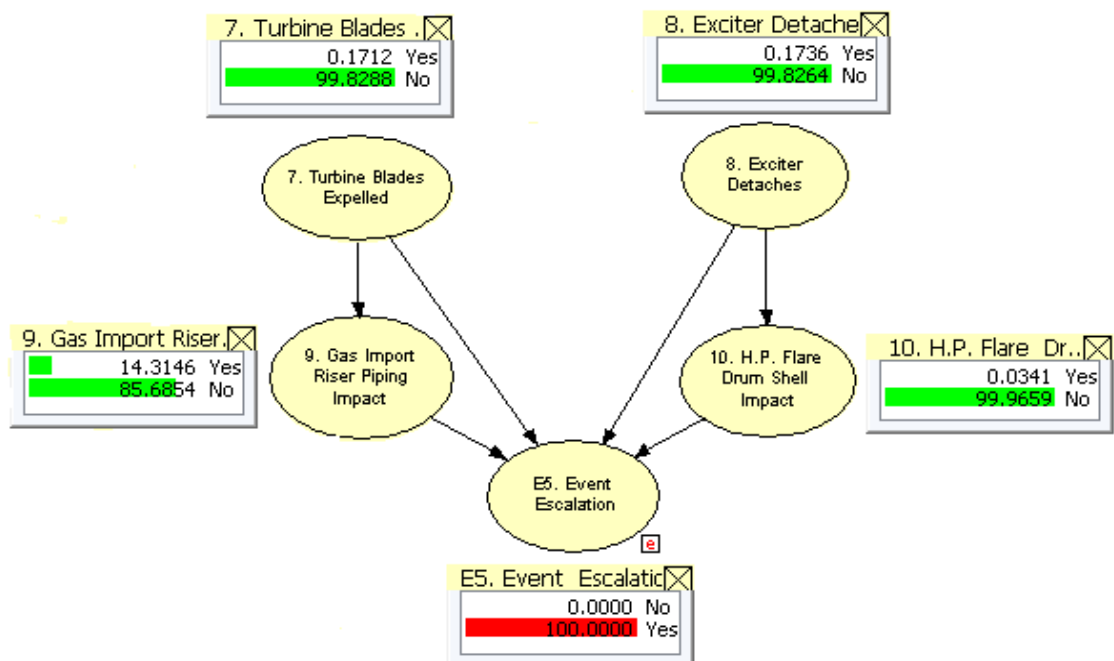 7. Turbine Blades .
0.1712 Yes
99.8288 No
8. Exciter Detache
0.1736 Yes
99.8264 No
7. Turbine Blades
Expelled
8. Exciter
Detaches
9. Gas Import Riser.
14.3146 Yes
85.6854 No
9. Gas Import
Riser Piping
Impact
10. H.P. Flare
Drum Shell
Impact
10. H.P. Flare Dr..
0.0341 Yes
99.9659 No
E5. Event
Escalation
e
E5. Event Escalatic
0.0000 No
100.0000 Yes